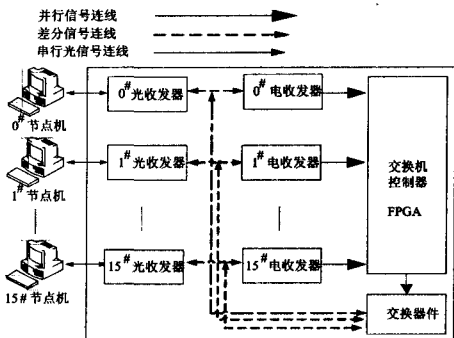 并行信号连线
差分信号连线
串行光信号连线
0# 节点机
0# 光收发器
0# 电收发器
1# 节点机
1# 光收发器
1# 电收发器
交换机
控制器
FPGA
15# 节点机
15# 光收发器
15# 电收发器
交换器件